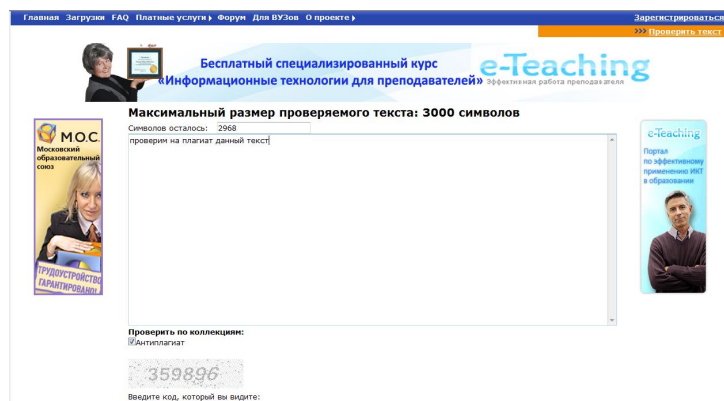 Главная Загрузки FAQ Платные услуги Форум Для ВУЗов О проекте
Зарегистрироваться
>>> Проверить текст
Бесплатный специализированный курс
«Информационные технологии для преподавателей»
e-Teaching
Эффективная работа преподавателя
Максимальный размер проверяемого текста: 3000 символов
Символов осталось: 2968
проверим на плагиат данный текст
М.О.С.
Московский
образовательный
союз
ТРУДОУСТРОЙСТВО
ГАРАНТИРОВАНО!
e-Teaching
Портал
по эффективному
применению ИКТ
в образовании
Проверить по коллекциям:
Антиплагиат
359896
Введите код, который вы видите: